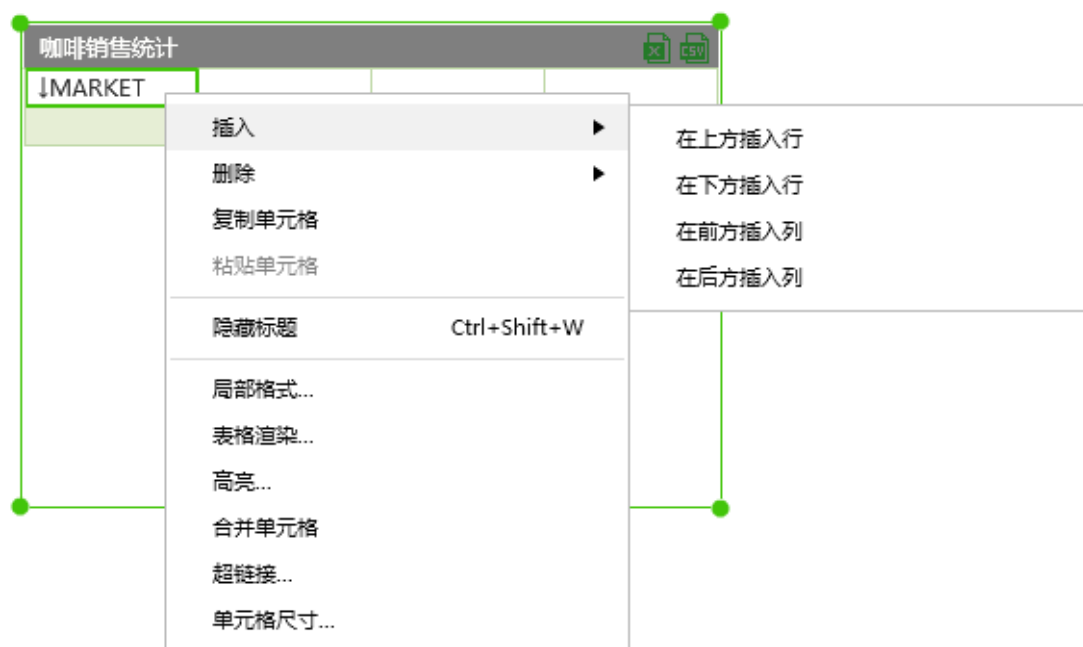 咖啡销售统计
CSV
↓MARKET
插入
在上方插入行
删除
在下方插入行
复制单元格
在前方插入列
粘贴单元格
在后方插入列
隐藏标题 Ctrl+Shift+W
局部格式...
表格渲染...
高亮...
合并单元格
超链接...
单元格尺寸...